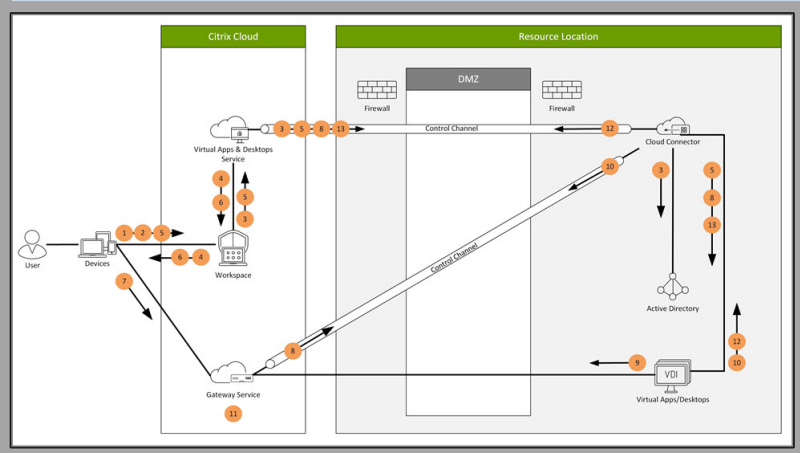 Citrix Cloud
Resource Location
DMZ
Firewall
Firewall
3 5 8 13
Control Channel
12
Virtual Apps & Desktops
Service
Cloud Connector
4
6
5
3
10
3
5
8
13
1 2 5
User
Devices
6 4
Workspace
Control Channel
7
Active Directory
8
12
10
9
VDI
Gateway Service
Virtual Apps/Desktops
11